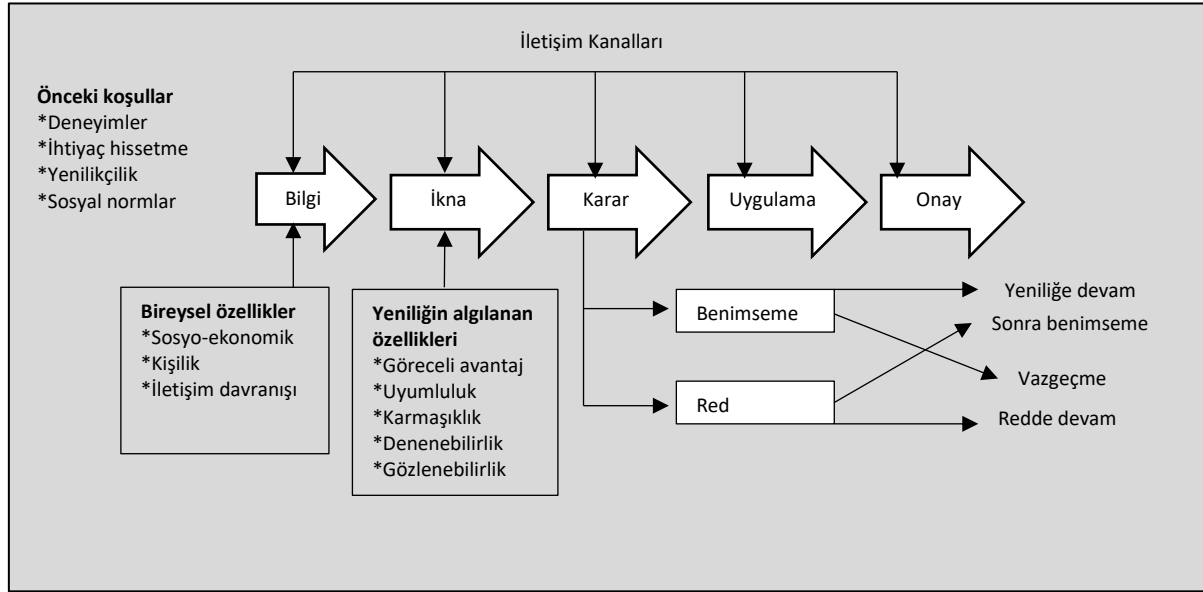 İletişim Kanalları
Önceki koşullar
*Deneyimler
*İhtiyaç hissetme
*Yenilikçilik
*Sosyal normlar
Bilgi
İkna
Karar
Uygulama
Onay
Bireysel özellikler
*Sosyo-ekonomik
*Kişilik
*İletişim davranışı
Yeniliğin algılanan
özellikleri
*Göreceli avantaj
*Uyumluluk
*Karmaşıklık
*Denenebilirlik
*Gözlenebilirlik
Benimseme
Red
Yeniliğe devam
Sonra benimseme
Vazgeçme
Redde devam